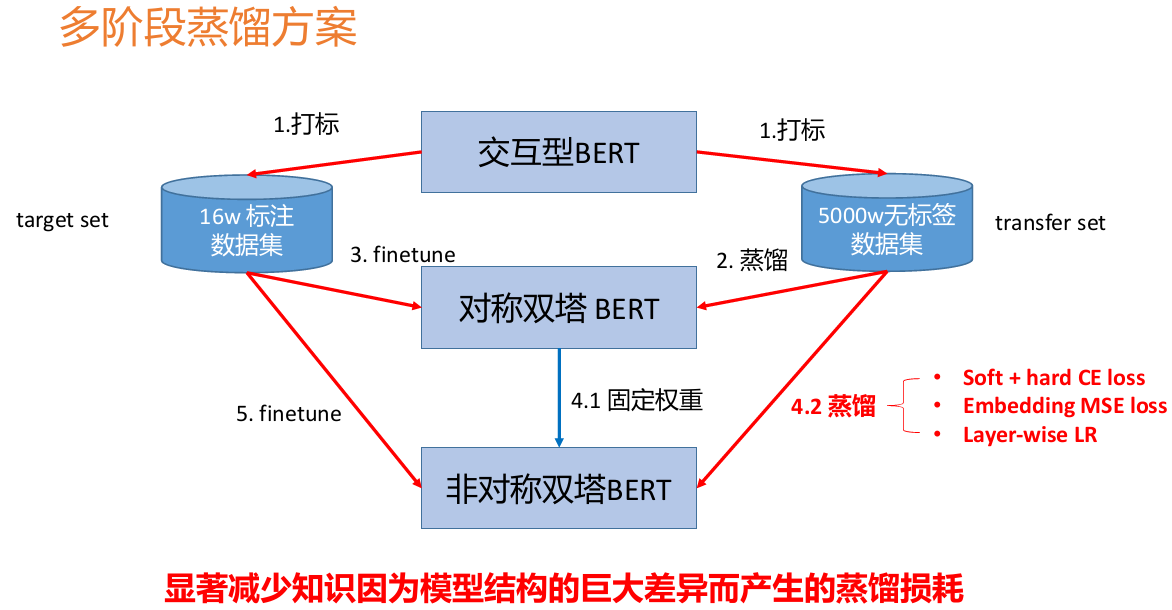 多阶段蒸馏方案
1.打标
交互型BERT
1.打标
target set
16w 标注
数据集
5000w无标签
数据集
transfer set
3. finetune
2. 蒸馏
对称双塔 BERT
5. finetune
4.1 固定权重
4.2 蒸馏
• Soft + hard CE loss
• Embedding MSE loss
• Layer-wise LR
非对称双塔BERT
显著减少知识因为模型结构的巨大差异而产生的蒸馏损耗